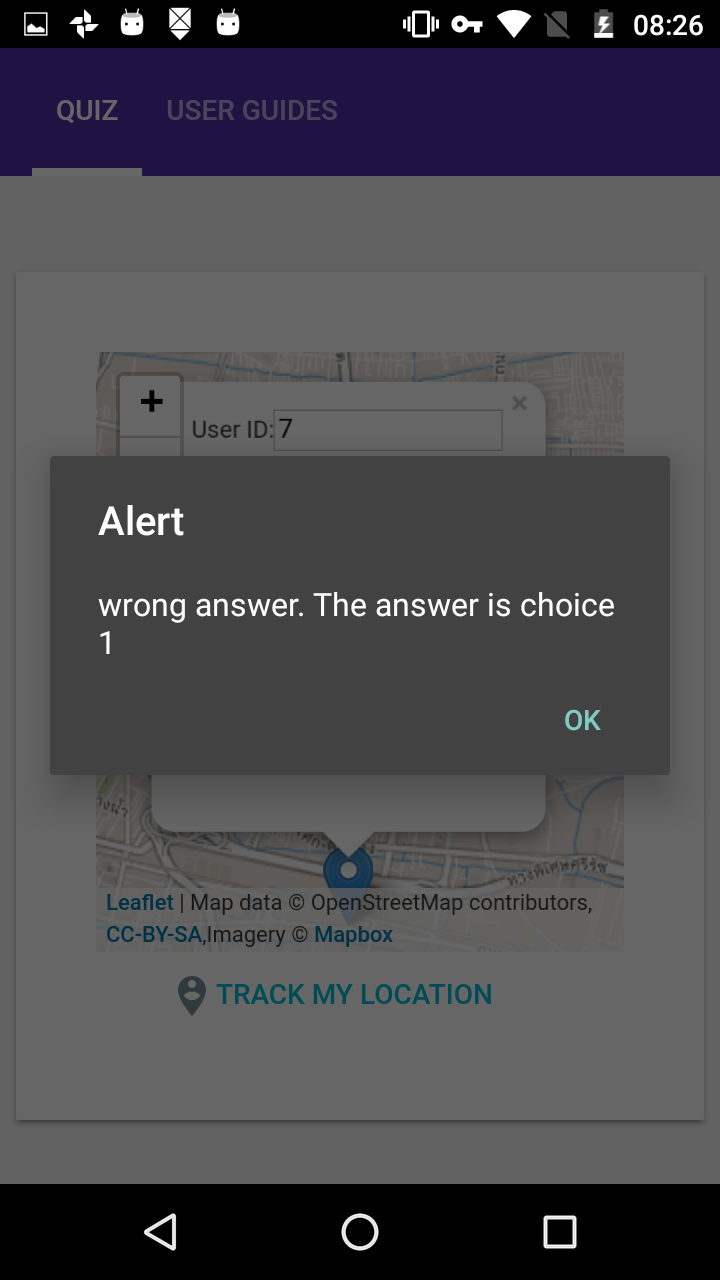 08:26
QUIZ
USER GUIDES
+
×
User ID:7
Alert
wrong answer. The answer is choice
1
OK
Leaflet | Map data © OpenStreetMap contributors,
CC-BY-SA,Imagery © Mapbox
TRACK MY LOCATION